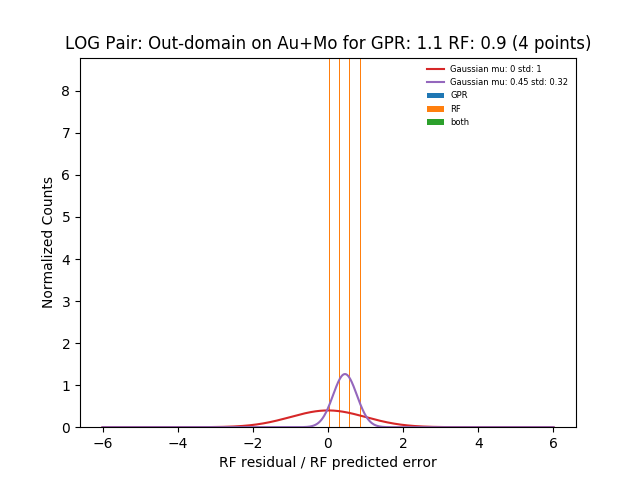 LOG Pair: Out-domain on Au+Mo for GPR: 1.1 RF: 0.9 (4 points)
Gaussian mu: 0 std: 1
Gaussian mu: 0.45 std: 0.32
GPR
RF
both
Normalized Counts
8
7
6
5
4
3
2
1
0
−6
−4
−2
0
2
4
6
RF residual / RF predicted error